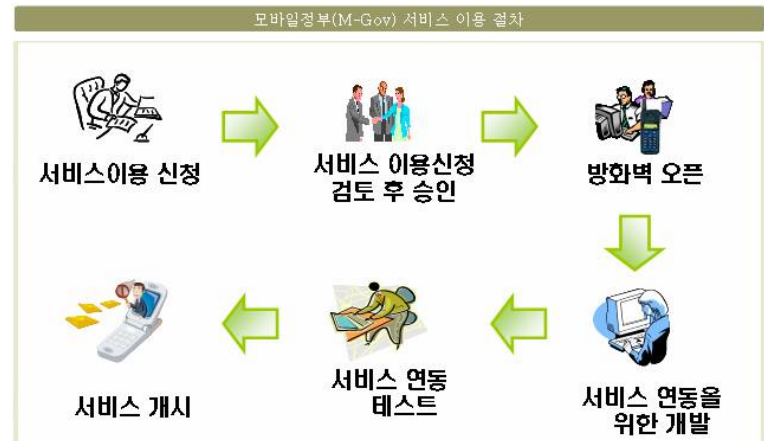 모바일정부(M-Gov) 서비스 이용 절차
서비스이용 신청
서비스 이용신청
검토 후 승인
방화벽 오픈
서비스 연동을
위한 개발
서비스 연동
테스트
서비스 개시